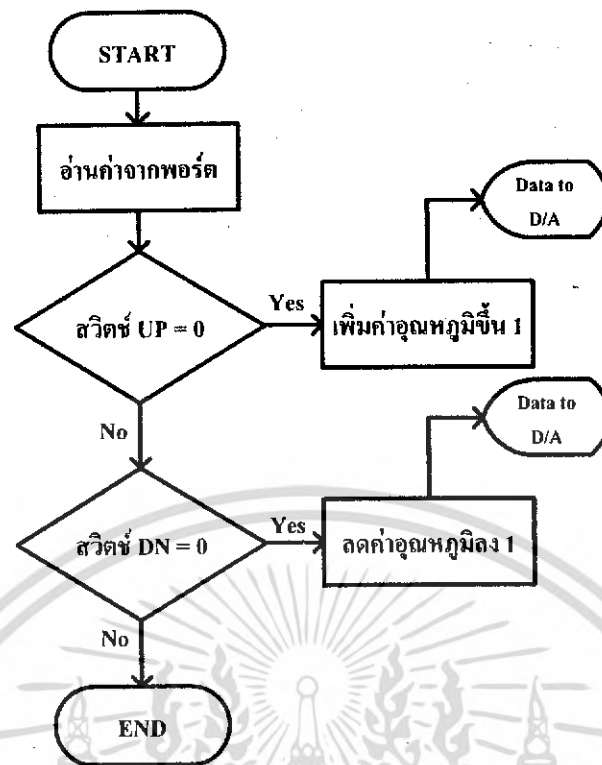 START
อ่านค่าจากพอร์ต
Data to
D/A
สวิตช์ UP = 0
Yes
เพิ่มค่าอุณหภูมิขึ้น 1
No
Data to
D/A
สวิตช์ DN = 0
Yes
ลดค่าอุณหภูมิลง 1
No
END